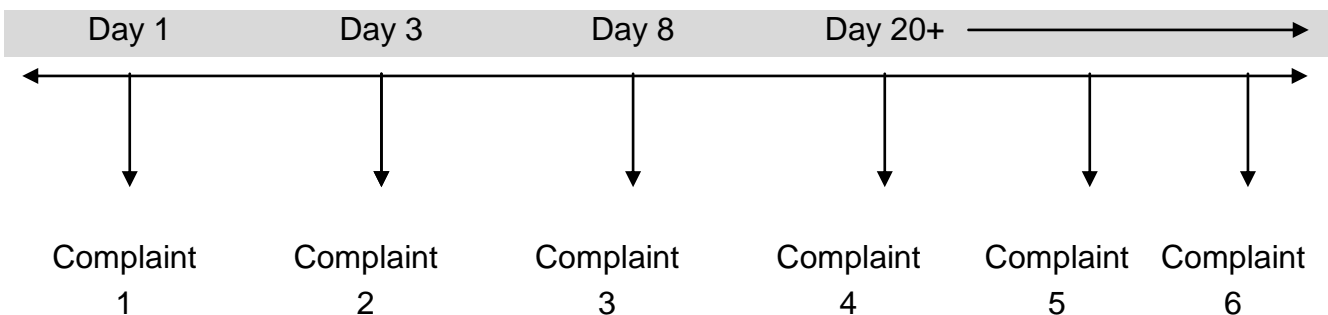 Day 1 Day 3 Day 8 Day 20+
Complaint Complaint Complaint Complaint Complaint Complaint
1 2 3 4 5 6